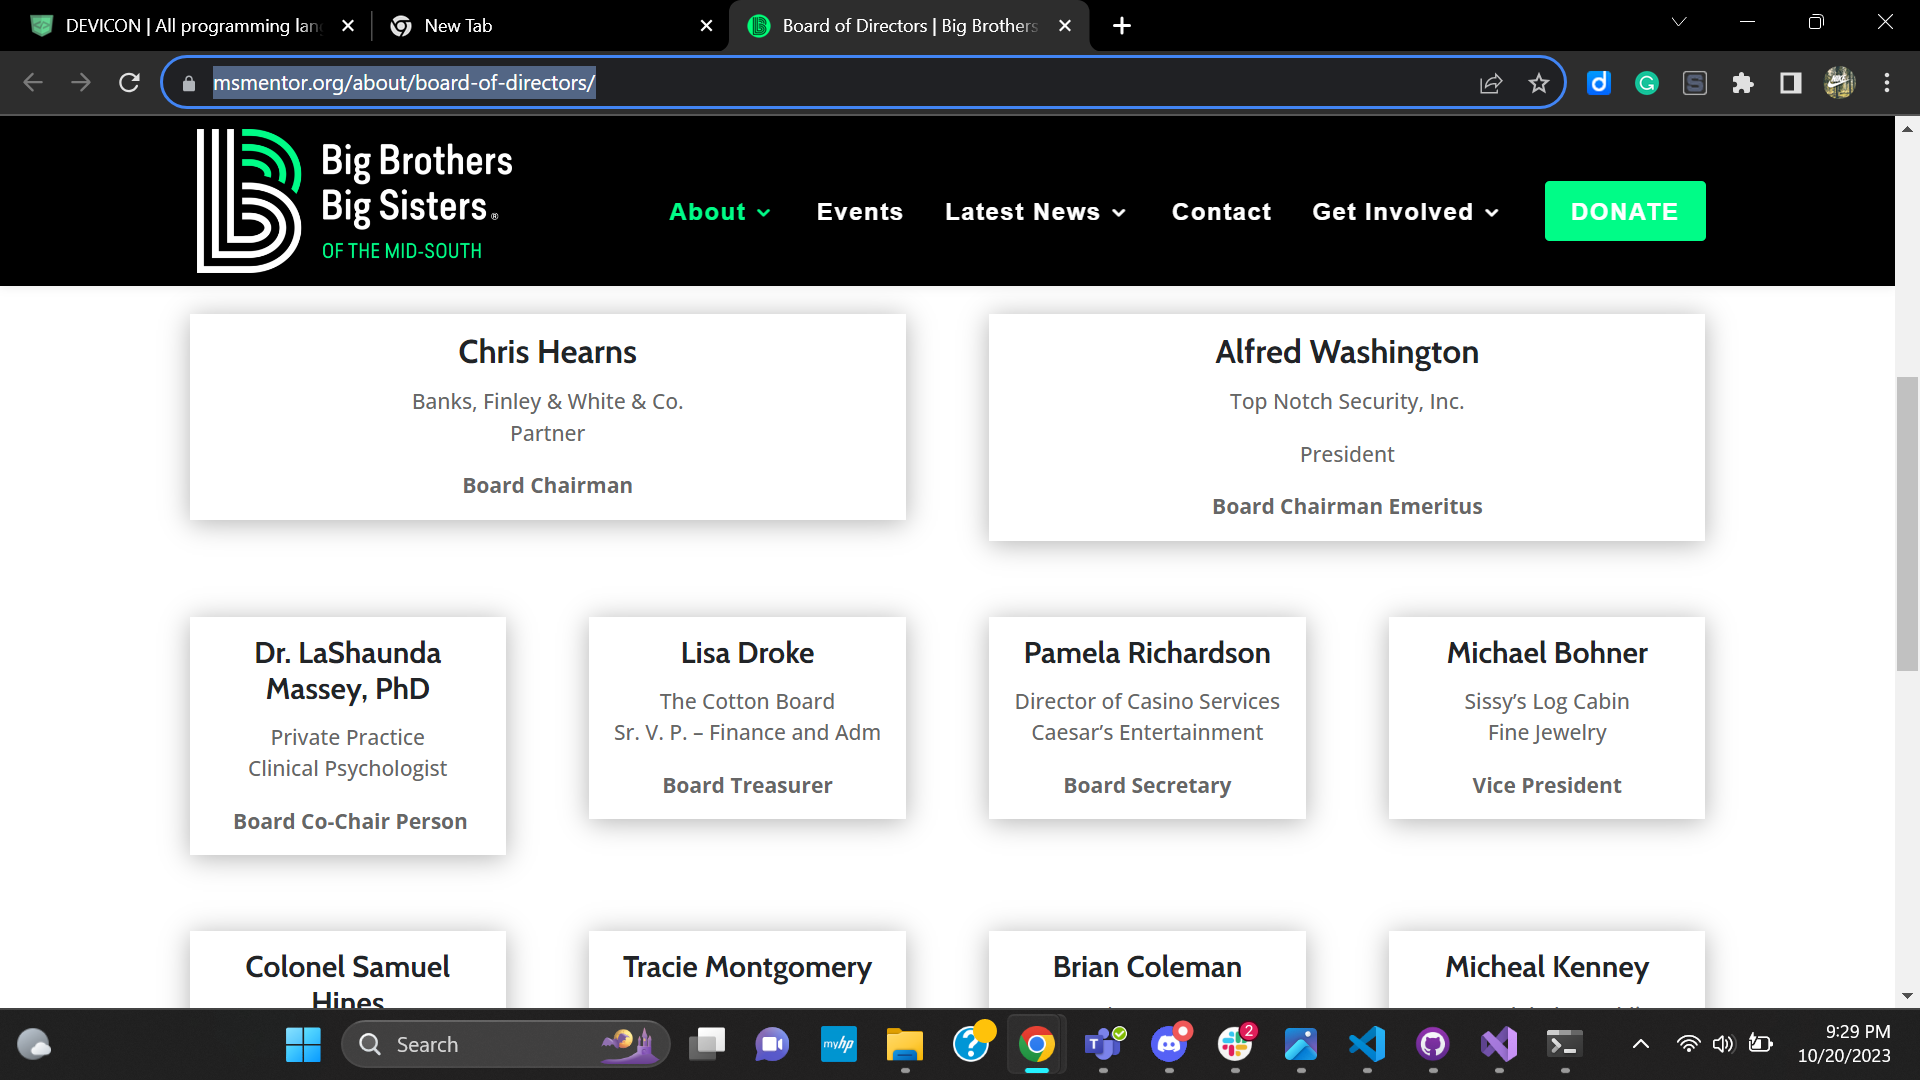 DEVICON | All programming lan
New Tab
Board of Directors | Big Brothers
msmentor.org/about/board-of-directors/
Big Brothers
Big Sisters®
OF THE MID-SOUTH
About
Events
Latest News
Contact
Get Involved
DONATE
Chris Hearns
Banks, Finley & White & Co.
Partner
Board Chairman
Alfred Washington
Top Notch Security, Inc.
President
Board Chairman Emeritus
Dr. LaShaunda
Massey, PhD
Private Practice
Clinical Psychologist
Board Co-Chair Person
Lisa Droke
The Cotton Board
Sr. V. P. – Finance and Adm
Board Treasurer
Pamela Richardson
Director of Casino Services
Caesar’s Entertainment
Board Secretary
Michael Bohner
Sissy’s Log Cabin
Fine Jewelry
Vice President
Colonel Samuel
Hines
Tracie Montgomery
Brian Coleman
Micheal Kenney
Search
myhp
2
9:29 PM
10/20/2023